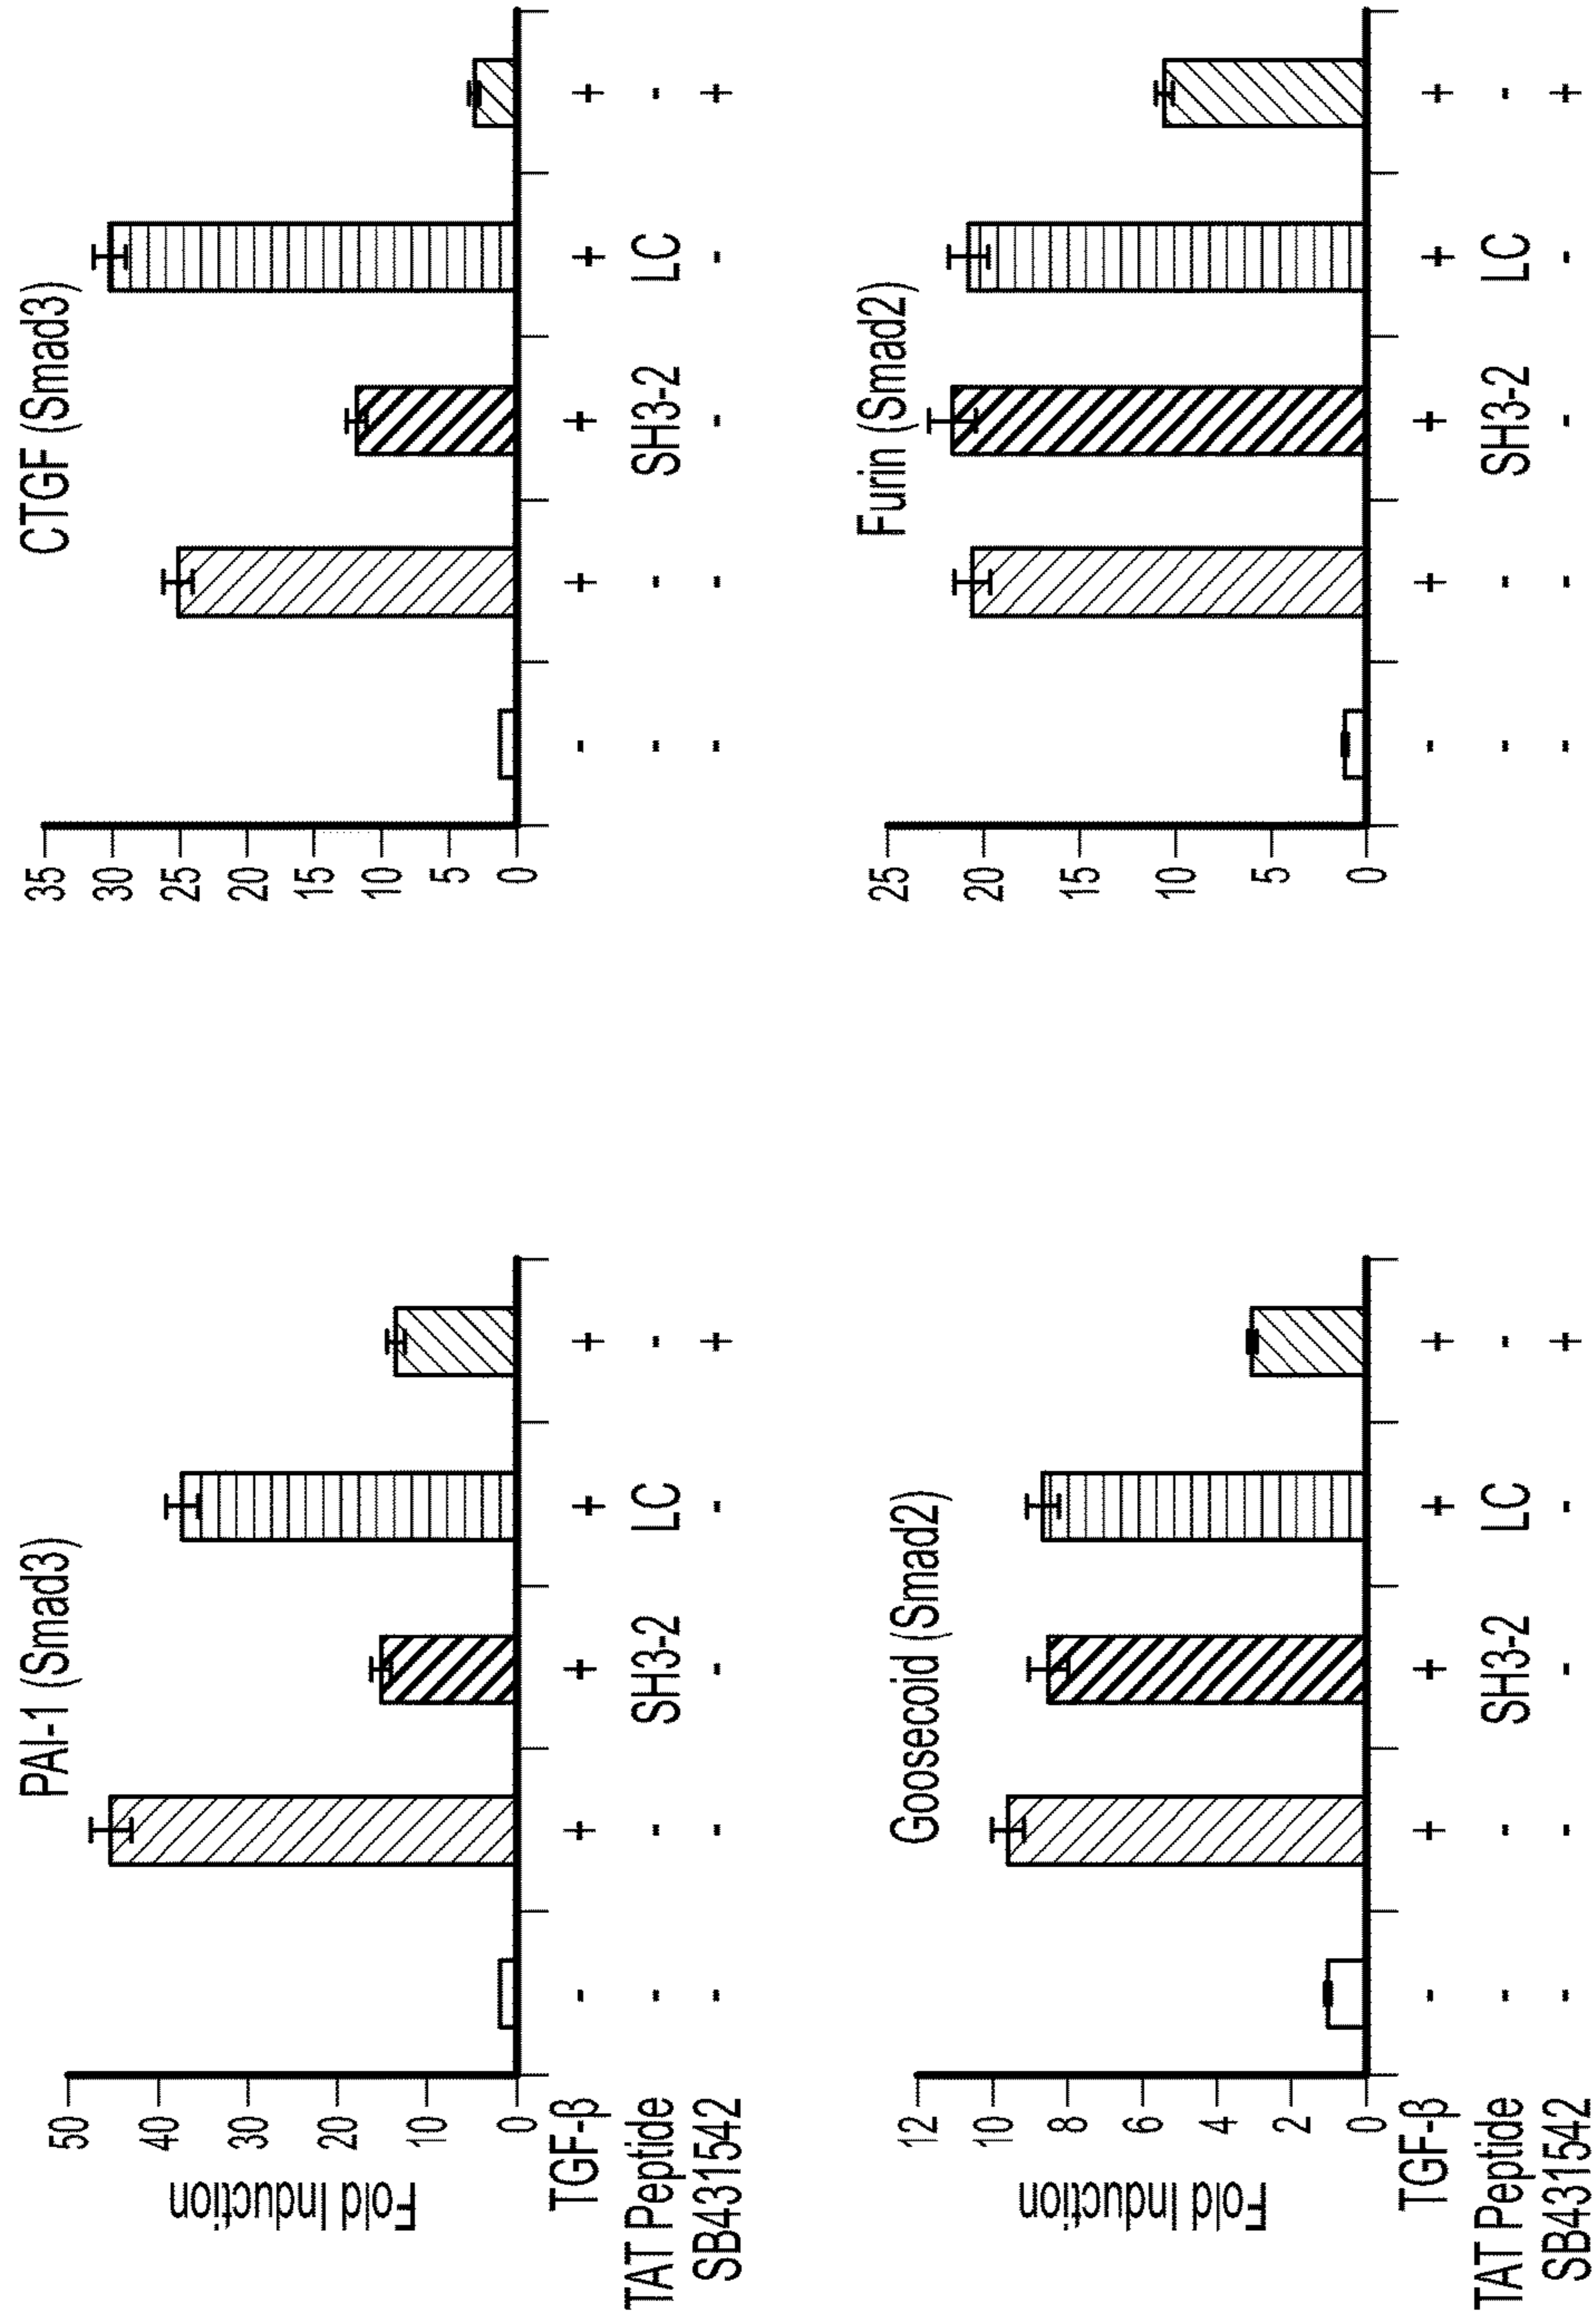 PAI-1 (Smad3)
Fold Induction
50
40
30
20
10
0
TGF-β - + + + +
TAT Peptide - - SH3-2 LC -
SB431542 - - - - +
CTGF (Smad3)
35
30
25
20
15
10
5
0
- + + + +
- - SH3-2 LC -
- - - - +
Goosecoid (Smad2)
Fold Induction
12
10
8
6
4
2
0
TGF-β - + + + +
TAT Peptide - - SH3-2 LC -
SB431542 - - - - +
Furin (Smad2)
25
20
15
10
5
0
- + + + +
- - SH3-2 LC -
- - - - +